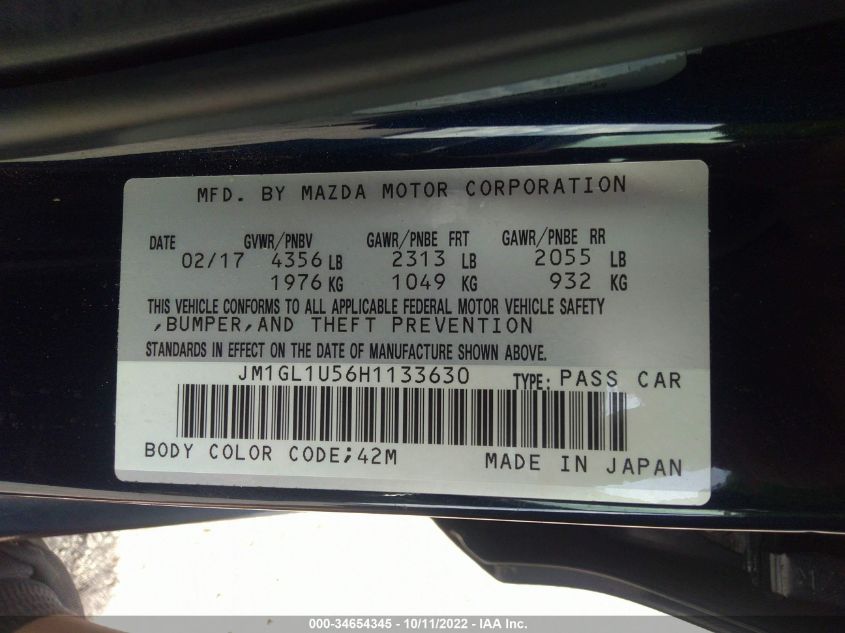 MFD. BY MAZDA MOTOR CORPORATION
DATE GVWR/PNBV GAWR/PNBE FRT GAWR/PNBE RR
02/17 4356 LB 2313 LB 2055 LB
1976 KG 1049 KG 932 KG
THIS VEHICLE CONFORMS TO ALL APPLICABLE FEDERAL MOTOR VEHICLE SAFETY
,BUMPER,AND THEFT PREVENTION
STANDARDS IN EFFECT ON THE DATE OF MANUFACTURE SHOWN ABOVE.
JM1GL1U56H1133630 TYPE: PASS CAR
BODY COLOR CODE;42M MADE IN JAPAN
000-34654345 - 10/11/2022 - IAA Inc.